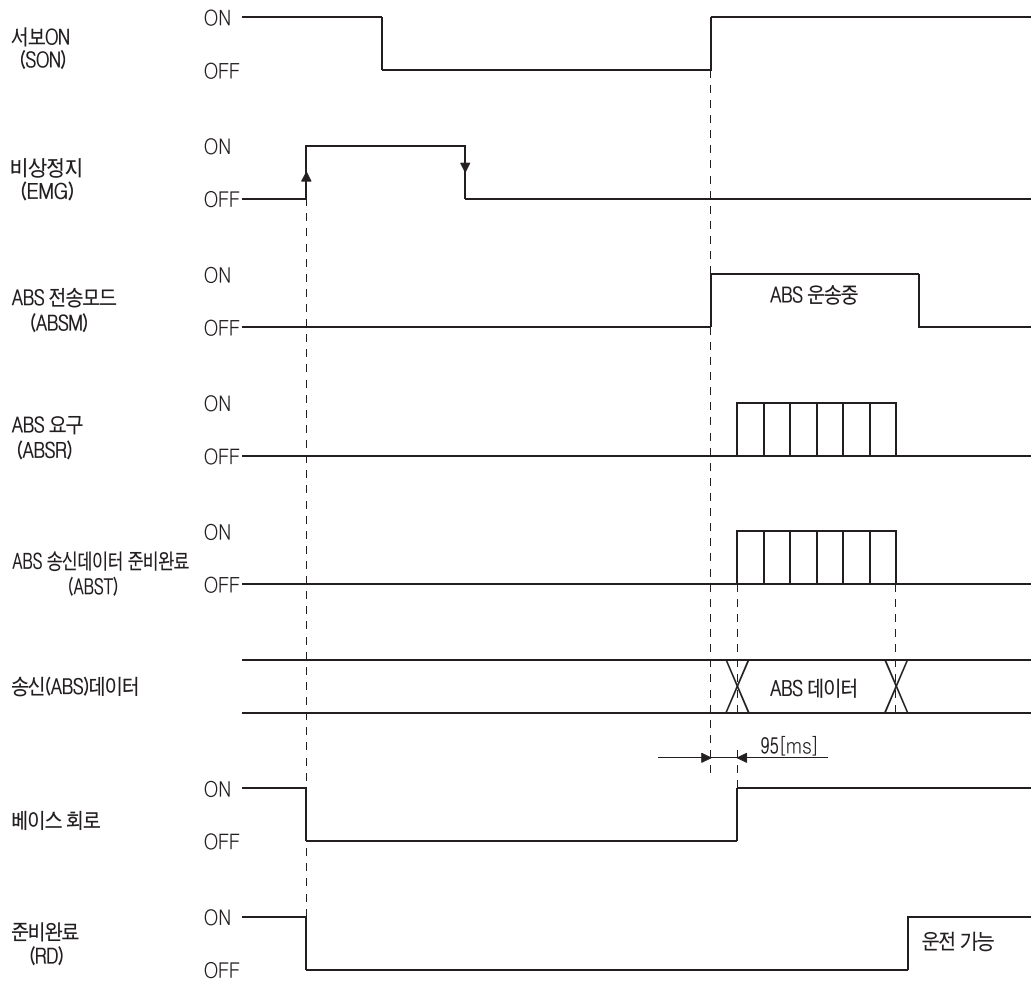 서보ON
(SON)
ON
OFF
비상정지
(EMG)
ON
OFF
ABS 전송모드
(ABSM)
ON
OFF
ABS 운송중
ABS 요구
(ABSR)
ON
OFF
ABS 송신데이터 준비완료
(ABST)
ON
OFF
송신(ABS)데이터
ABS 데이터
95[ms]
베이스 회로
ON
OFF
준비완료
(RD)
ON
OFF
운전 가능